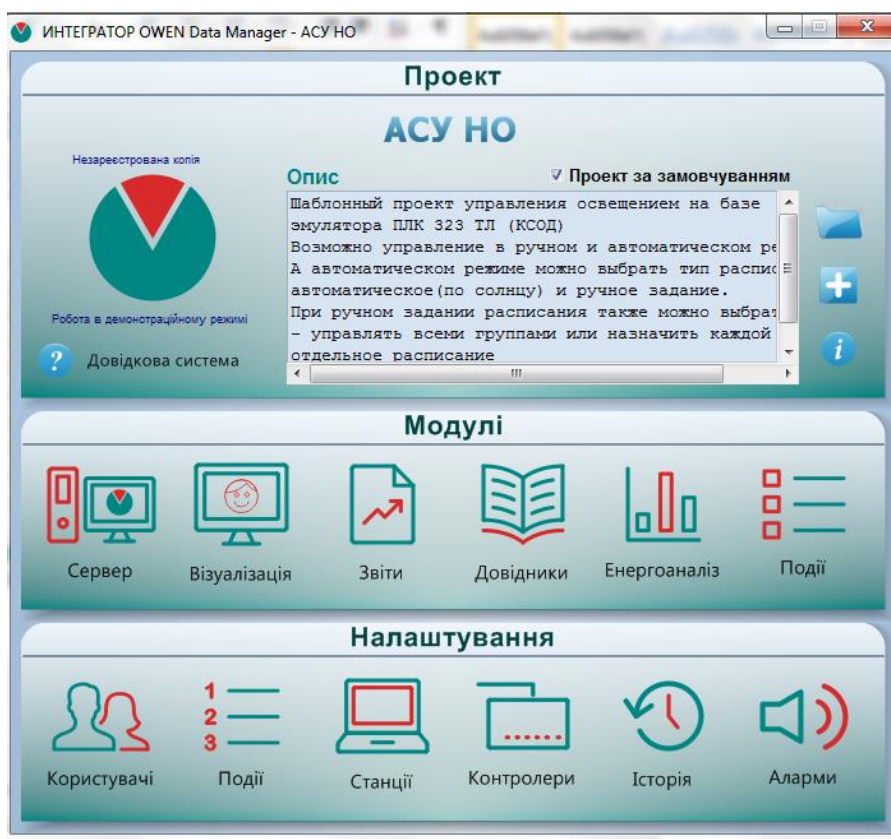 ИНТЕГРАТОР OWEN Data Manager - АСУ НО
Проект
АСУ НО
Незареєстрована копія
Опис
Проект за замовчуванням
Шаблонный проект управления освещением на базе
эмулятора ПЛК 323 ТЛ (КСОД)
Возможно управление в ручном и автоматическом ре
А автоматическом режиме можно выбрать тип распис
автоматическое(по солнцу) и ручное задание.
При ручном задании расписания также можно выбрат
- управлять всеми группами или назначить каждой
отдельное расписание
Робота в демонстраційному режимі
? Довідкова система
i
Модулі
Сервер Візуалізація Звіти Довідники Енергоаналіз Події
Налаштування
1
2
3
Користувачі Події Станції Контролери Історія Аларми